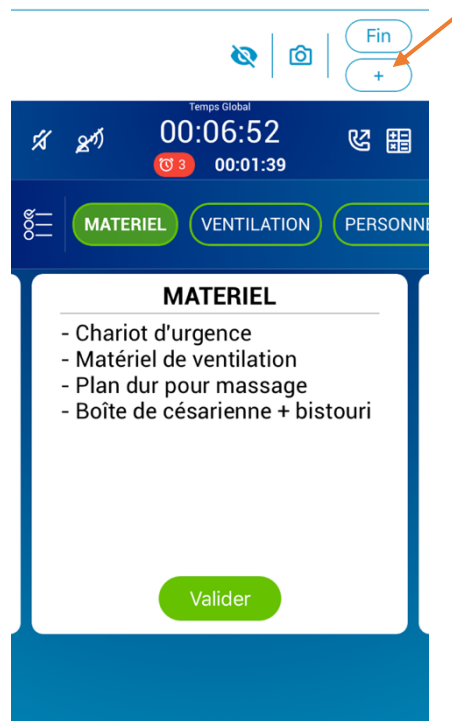 Fin
+
Temps Global
00:06:52
3 00:01:39
MATERIEL VENTILATION PERSONNE
MATERIEL
- Chariot d'urgence
- Matériel de ventilation
- Plan dur pour massage
- Boîte de césarienne + bistouri
Valider